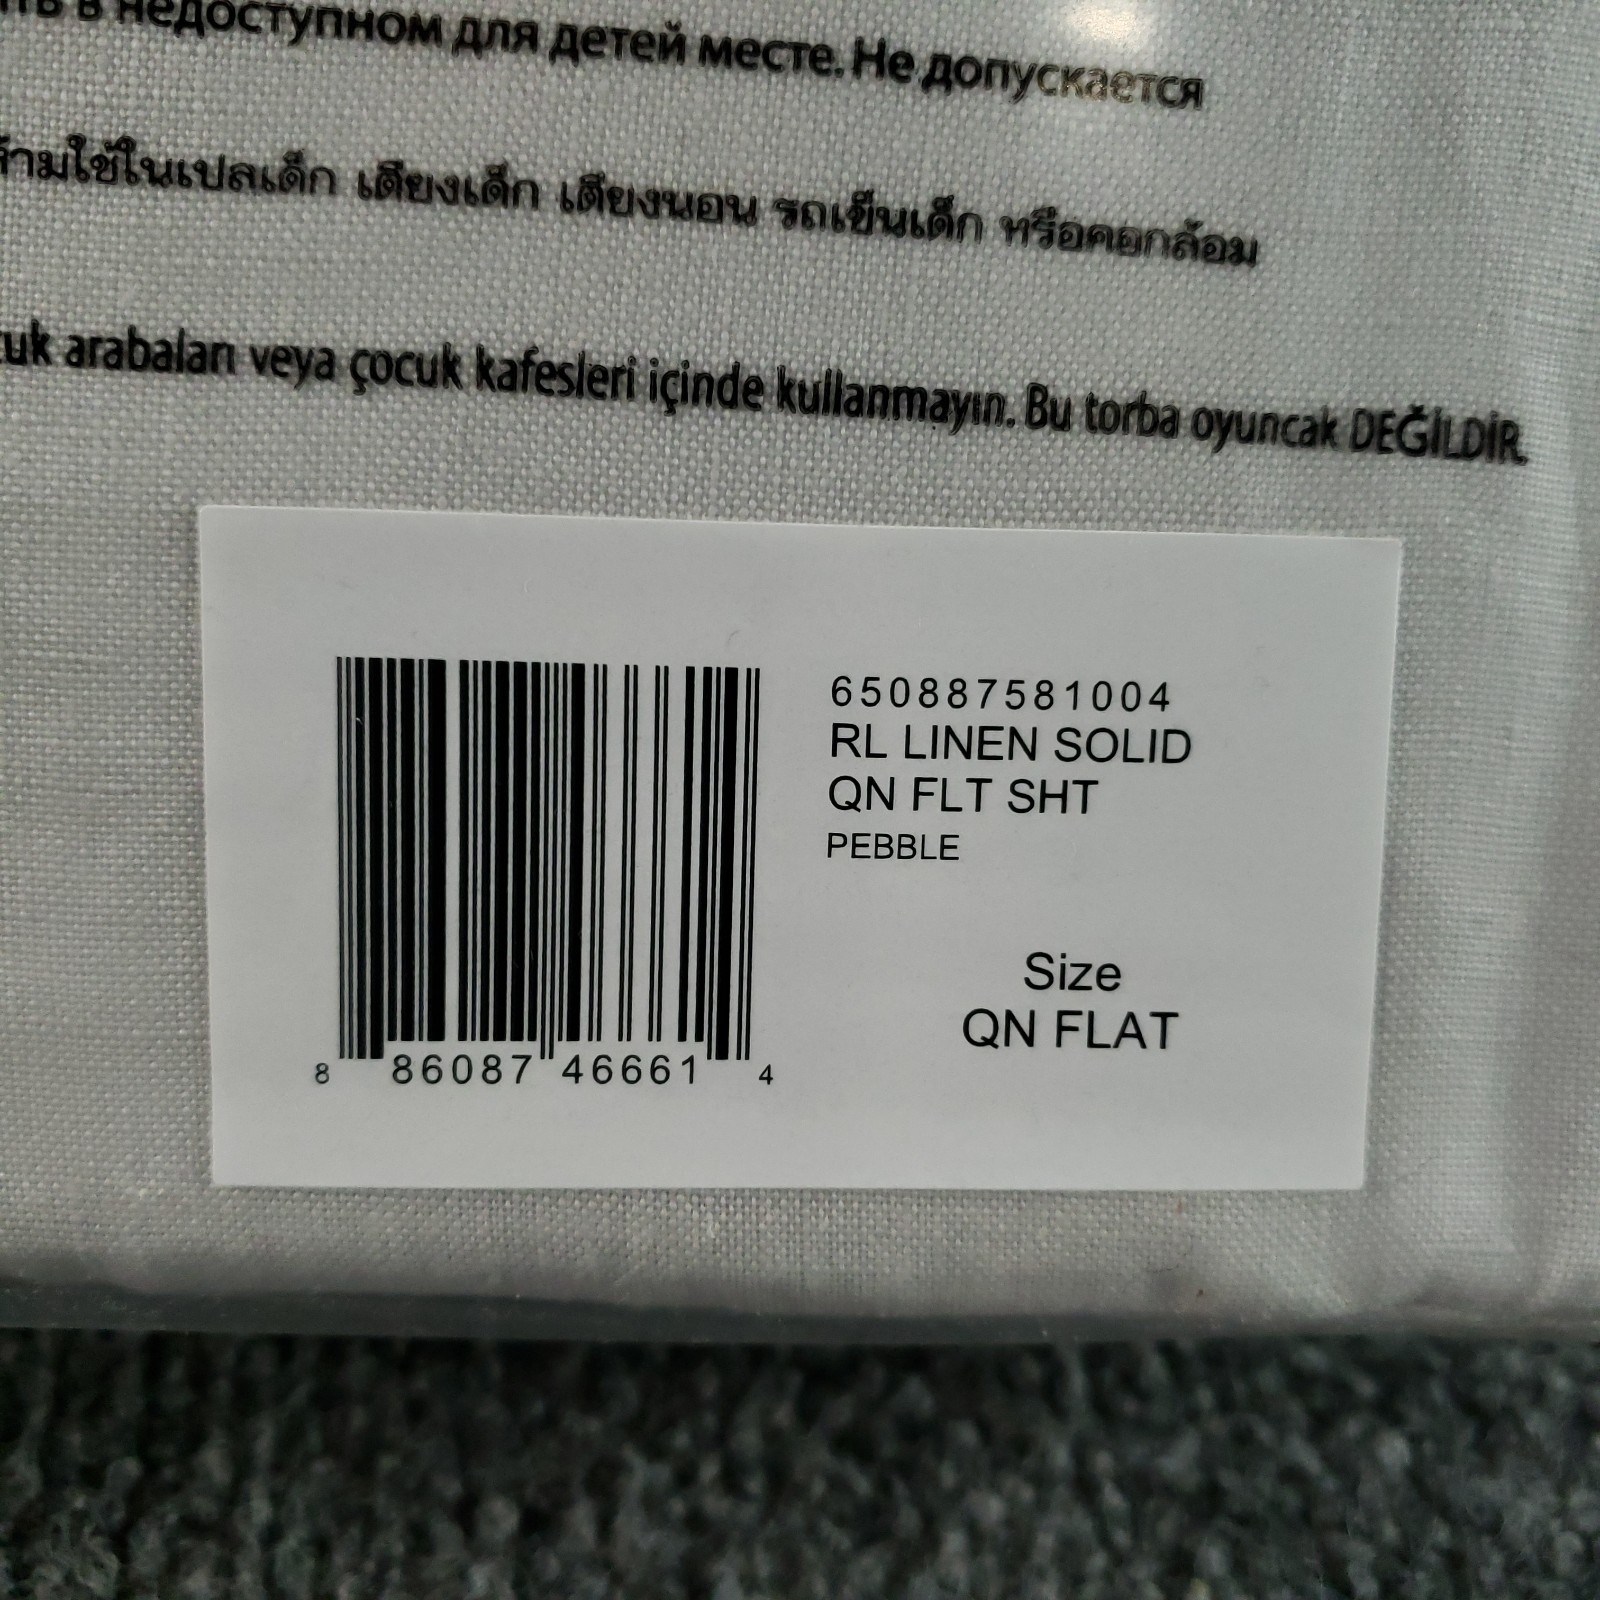 в недоступном для детей месте. Не допускается
ห้ามใช้ในเปลเด็ก เตียงเด็ก เตียงนอน รถเข็นเด็ก หรือคอกล้อม
arabaları veya çocuk kafesleri içinde kullanmayın. Bu torba oyuncak DEĞİLDİR.
650887581004
RL LINEN SOLID
QN FLT SHT
PEBBLE
Size
QN FLAT
8 86087 46661 4